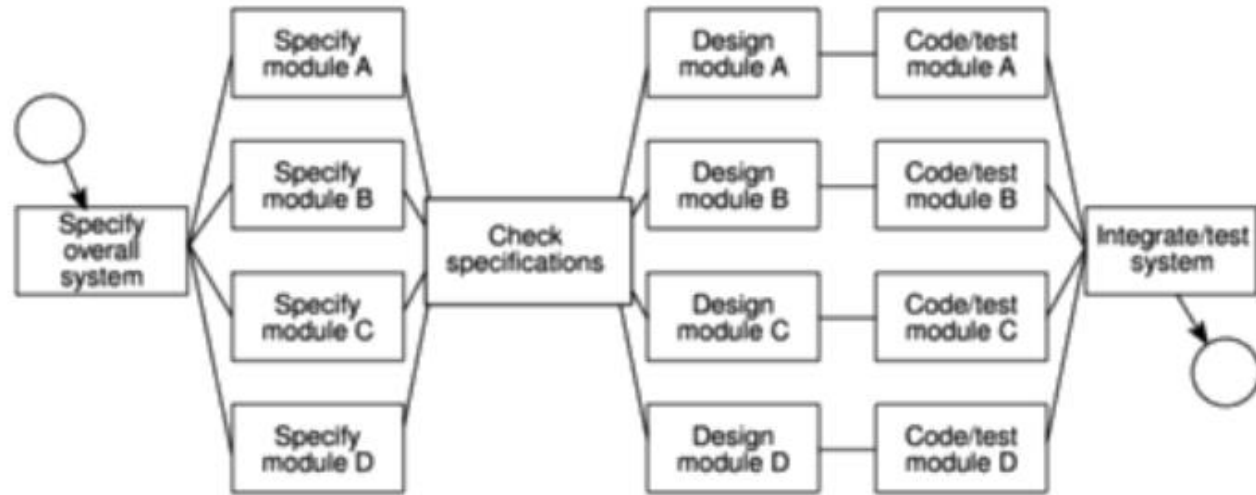 Specify
overall
system
Specify
module A
Specify
module B
Specify
module C
Specify
module D
Check
specifications
Design
module A
Design
module B
Design
module C
Design
module D
Code/test
module A
Code/test
module B
Code/test
module C
Code/test
module D
Integrate/test
system